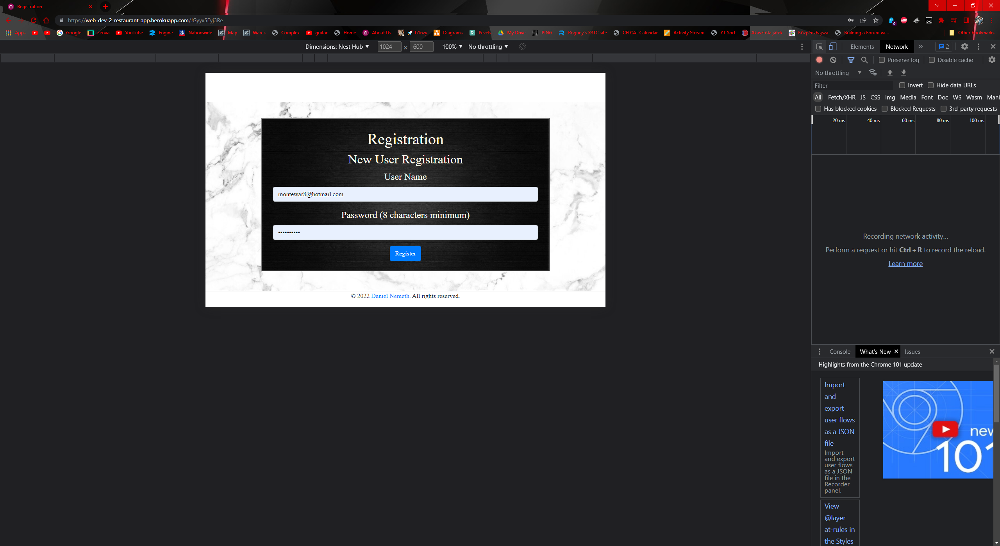 Registration
https://web-dev-2-restaurant-app.herokuapp.com/JGyyx5Eyj3Re
Apps Google Zenva YouTube Engine Nationwide Map Wares Complex guitar Home About Us b1nzy Diagrams Pexels My Drive PING Roguey's X3TC site CELCAT Calendar Activity Stream YT Sort Akasztófa játék Közpénzhajsza Building a Forum wi... Other bookmarks
Dimensions: Nest Hub ▼ 1024 × 600 100% ▼ No throttling ▼
Elements Network » 2
Preserve log Disable cache
No throttling
Filter Invert Hide data URLs
All Fetch/XHR JS CSS Img Media Font Doc WS Wasm Mani
Has blocked cookies Blocked Requests 3rd-party requests
20 ms 40 ms 60 ms 80 ms 100 ms
Registration
New User Registration
User Name
montewar8@hotmail.com
Password (8 characters minimum)
••••••••••
Register
© 2022 Daniel Nemeth. All rights reserved.
Recording network activity...
Perform a request or hit Ctrl + R to record the reload.
Learn more
Console What's New Issues
Highlights from the Chrome 101 update
Import
and
export
user flows
as a JSON
file
Import
and export
user flows
as a JSON
file in the
Recorder
panel.
new
101
View
@layer
at-rules in
the Styles